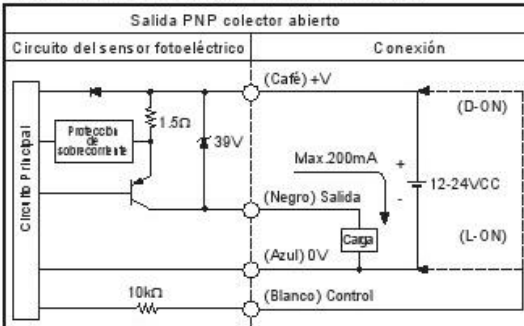 Salida PNP colector abierto
Circuito del sensor fotoeléctrico
Conexión
(Café) +V
(D-ON)
1.5Ω
Protección
de
sobrecorriente
39V
Max.200mA
+
12-24VCC
-
Circuito Principal
(Negro) Salida
Carga
(L-ON)
(Azul) 0V
10kΩ
(Blanco) Control